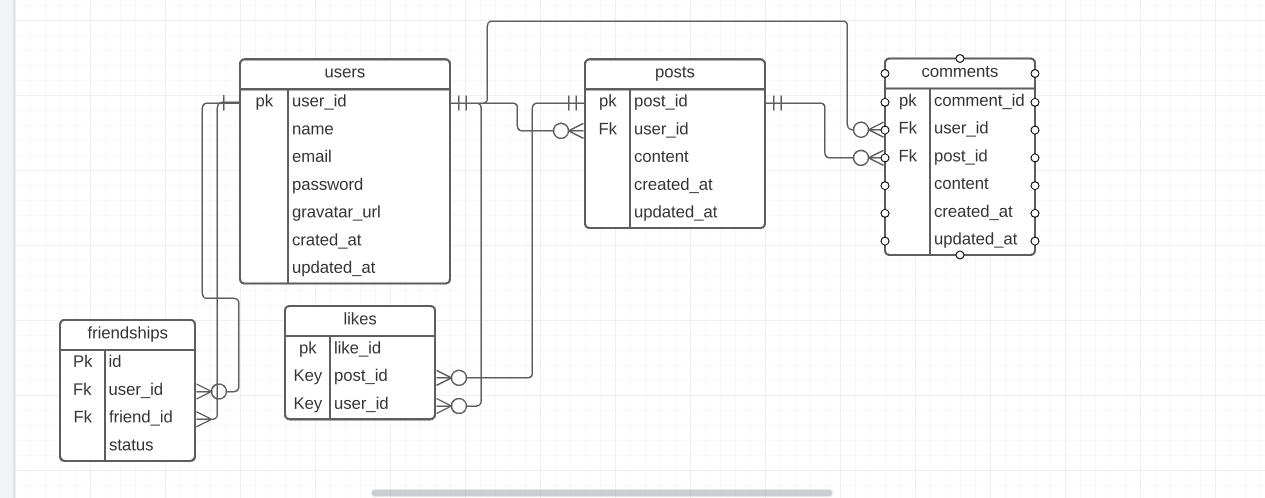 users
pk user_id
name
email
password
gravatar_url
crated_at
updated_at
posts
pk post_id
Fk user_id
content
created_at
updated_at
comments
pk comment_id
Fk user_id
Fk post_id
content
created_at
updated_at
friendships
Pk id
Fk user_id
Fk friend_id
status
likes
pk like_id
Key post_id
Key user_id